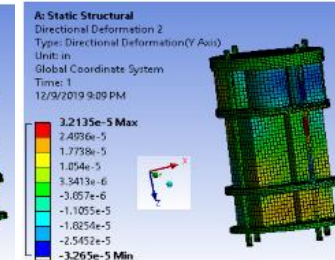 A: Static Structural
Directional Deformation 2
Type: Directional Deformation(Y Axis)
Unit: in
Global Coordinate System
Time: 1
12/9/2019 9:09 PM
3.2135e-5 Max
2.4936e-5
1.7738e-5
1.054e-5
3.3413e-6
-3.857e-6
-1.1055e-5
-1.8254e-5
-2.5452e-5
-3.265e-5 Min
X
Z